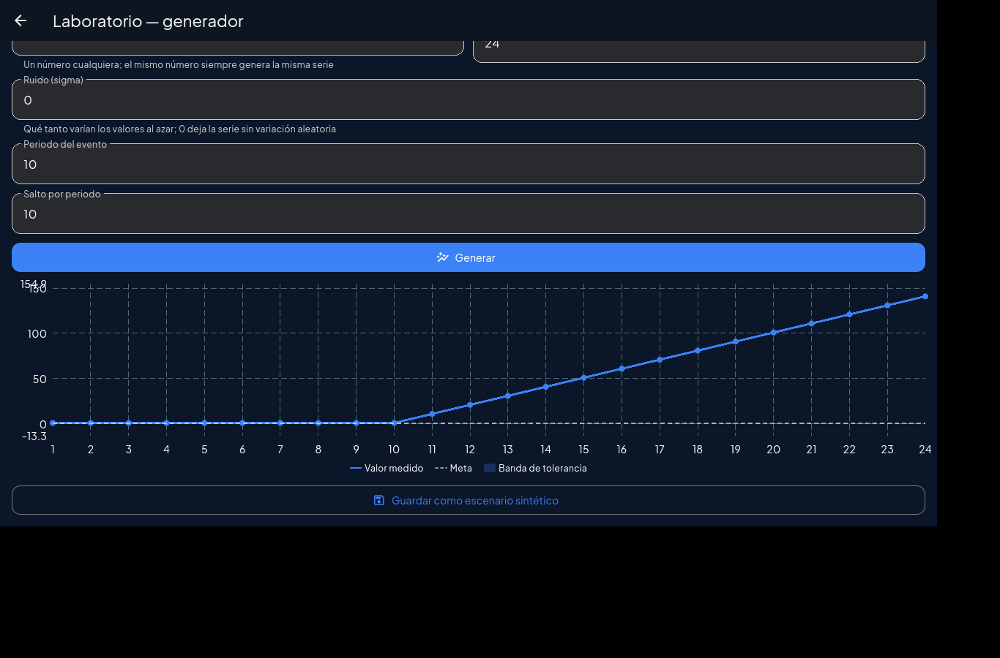 Laboratorio — generador
24
Un número cualquiera; el mismo número siempre genera la misma serie
Ruido (sigma)
0
Qué tanto varían los valores al azar; 0 deja la serie sin variación aleatoria
Periodo del evento
10
Salto por periodo
10
Generar
154.9
150
100
50
0
-13.3
1 2 3 4 5 6 7 8 9 10 11 12 13 14 15 16 17 18 19 20 21 22 23 24
Valor medido Meta Banda de tolerancia
Guardar como escenario sintético